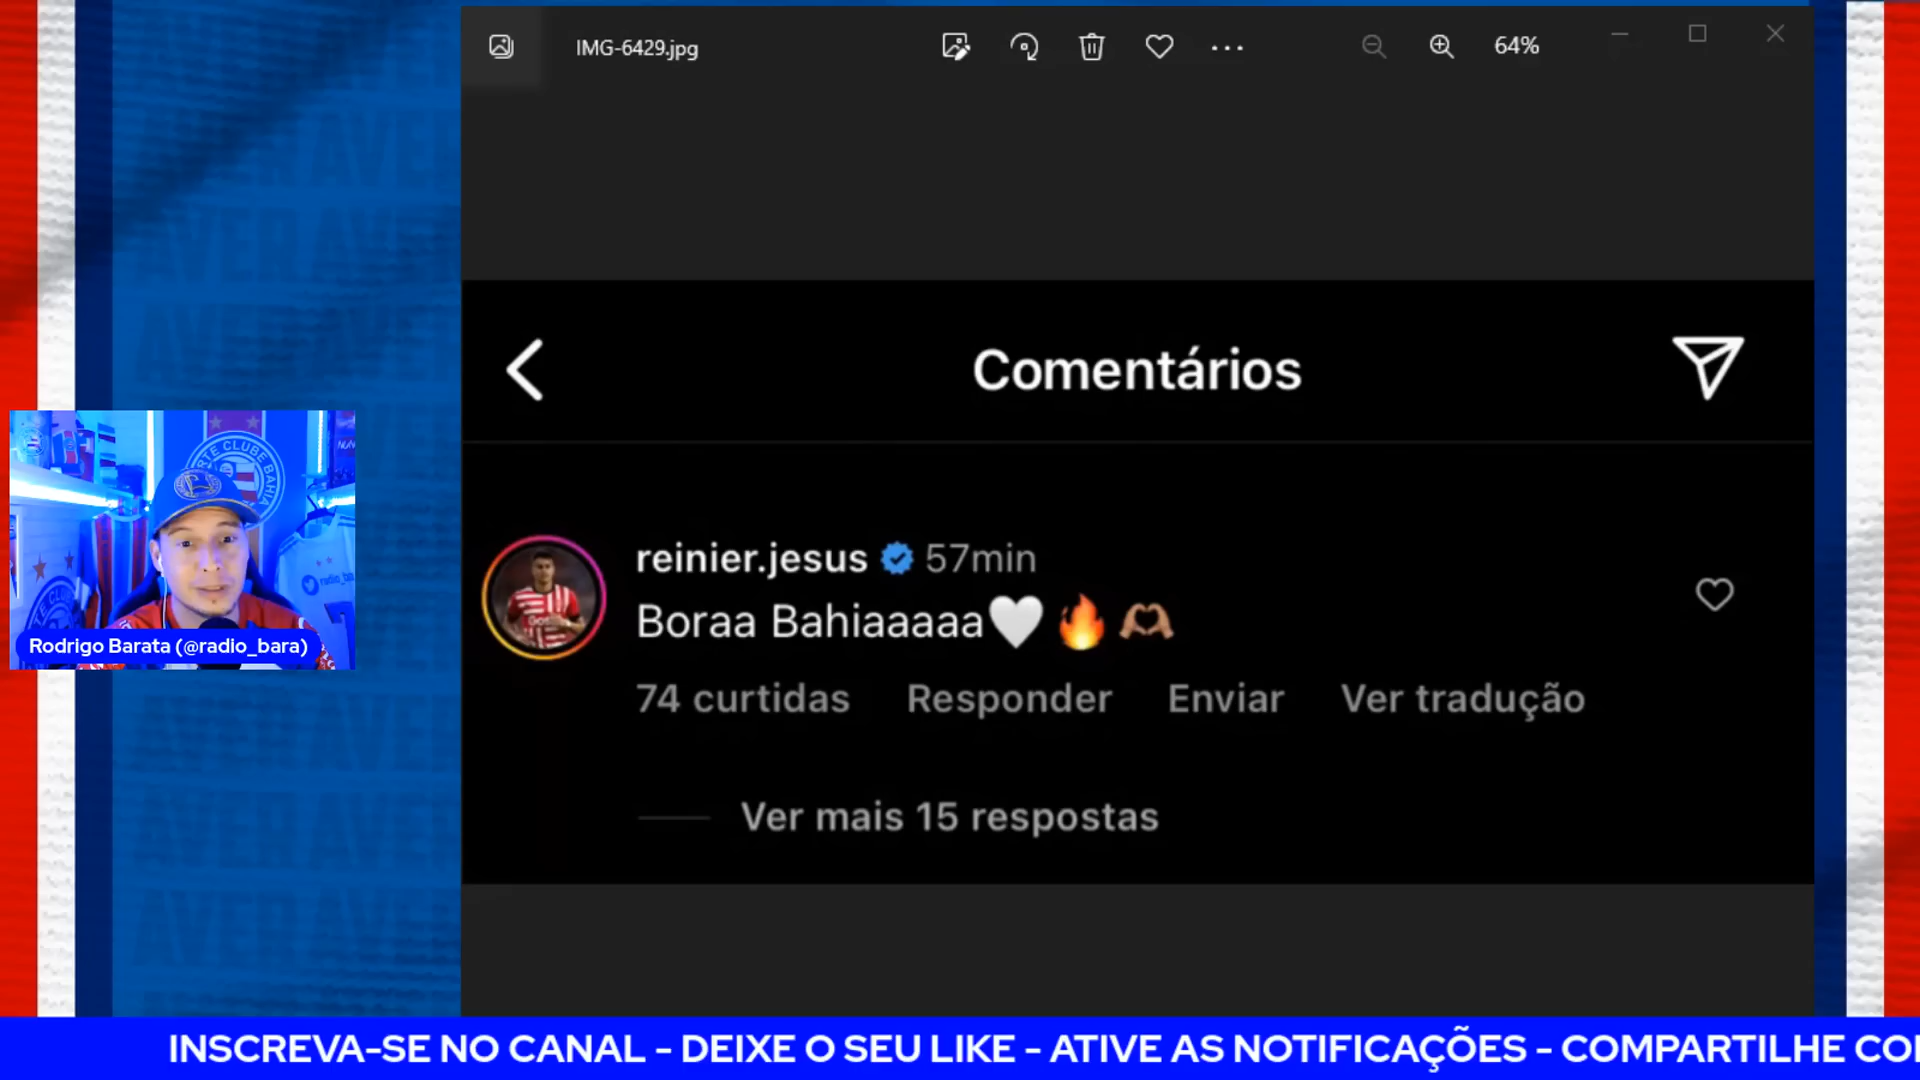 IMG-6429.jpg
64%
Comentários
reinier.jesus 57min
Boraa Bahiaaaaa🤍🔥🫶🏽
74 curtidas Responder Enviar Ver tradução
Ver mais 15 respostas
Rodrigo Barata (@radio_bara)
INSCREVA-SE NO CANAL - DEIXE O SEU LIKE - ATIVE AS NOTIFICAÇÕES - COMPARTILHE CO